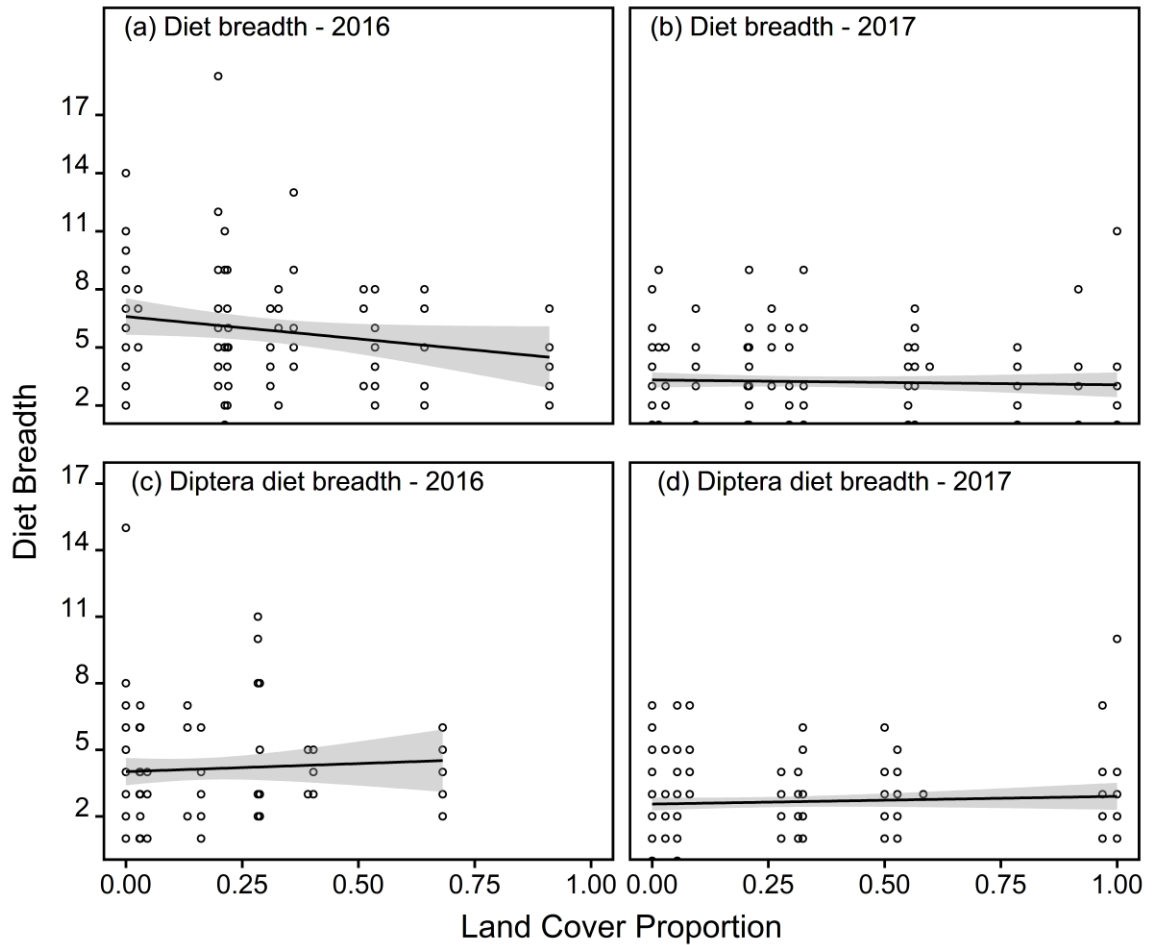 (a) Diet breadth - 2016
(b) Diet breadth - 2017
17
14
11
8
5
2
Diet Breadth
(c) Diptera diet breadth - 2016
(d) Diptera diet breadth - 2017
17
14
11
8
5
2
0.00 0.25 0.50 0.75 1.00
0.00 0.25 0.50 0.75 1.00
Land Cover Proportion